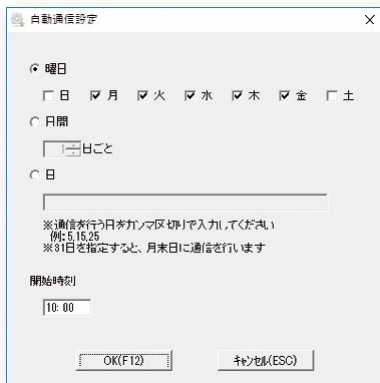 自動通信設定
曜日
日 月 火 水 木 金 土
日間
1 日ごと
日
※通信を行う日をカンマ区切りで入力してください
例：5,15,25
※31日を指定すると、月末日に通信を行います
開始時刻
10:00
OK(F12) キャンセル(ESC)